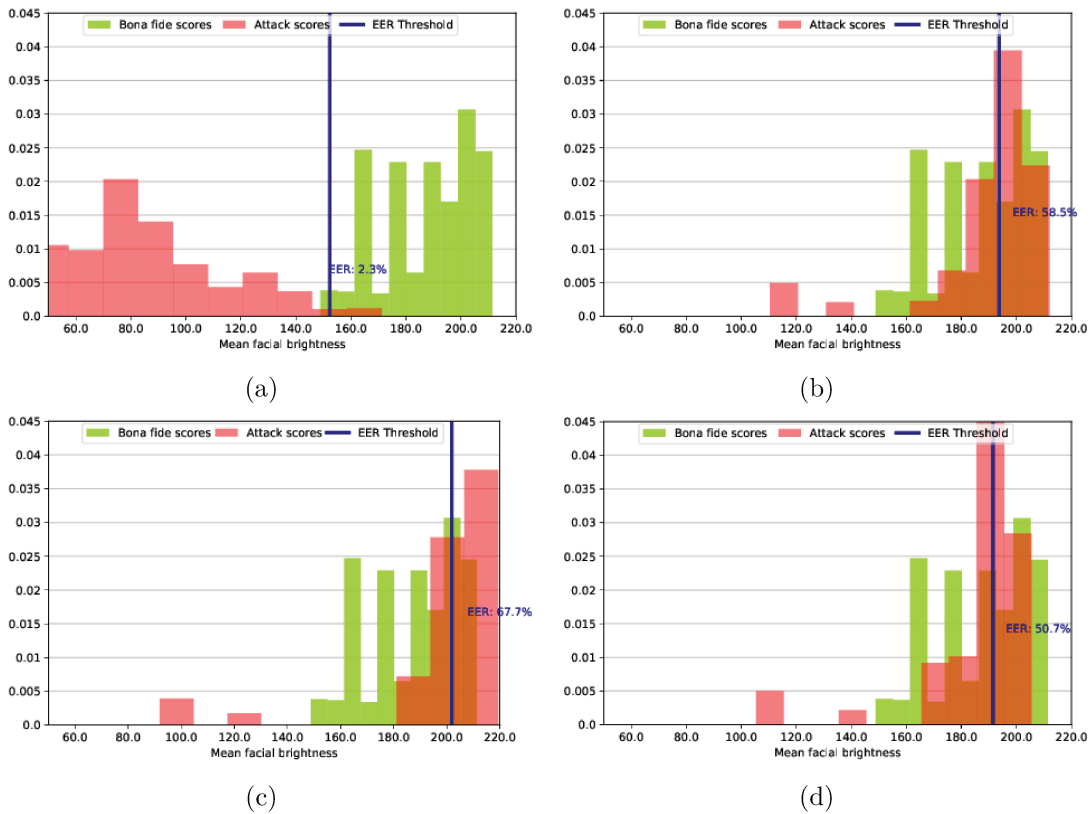 Bona fide scores Attack scores EER Threshold
0.045
0.04
0.035
0.03
0.025
0.02
0.015
0.01
0.005
0.0
EER: 2.3%
60.0 80.0 100.0 120.0 140.0 160.0 180.0 200.0 220.0
Mean facial brightness
(a)
Bona fide scores Attack scores EER Threshold
0.045
0.04
0.035
0.03
0.025
0.02
0.015
0.01
0.005
0.0
EER: 58.5%
60.0 80.0 100.0 120.0 140.0 160.0 180.0 200.0 220.0
Mean facial brightness
(b)
Bona fide scores Attack scores EER Threshold
0.045
0.04
0.035
0.03
0.025
0.02
0.015
0.01
0.005
0.0
EER: 67.7%
60.0 80.0 100.0 120.0 140.0 160.0 180.0 200.0 220.0
Mean facial brightness
(c)
Bona fide scores Attack scores EER Threshold
0.045
0.04
0.035
0.03
0.025
0.02
0.015
0.01
0.005
0.0
EER: 50.7%
60.0 80.0 100.0 120.0 140.0 160.0 180.0 200.0 220.0
Mean facial brightness
(d)